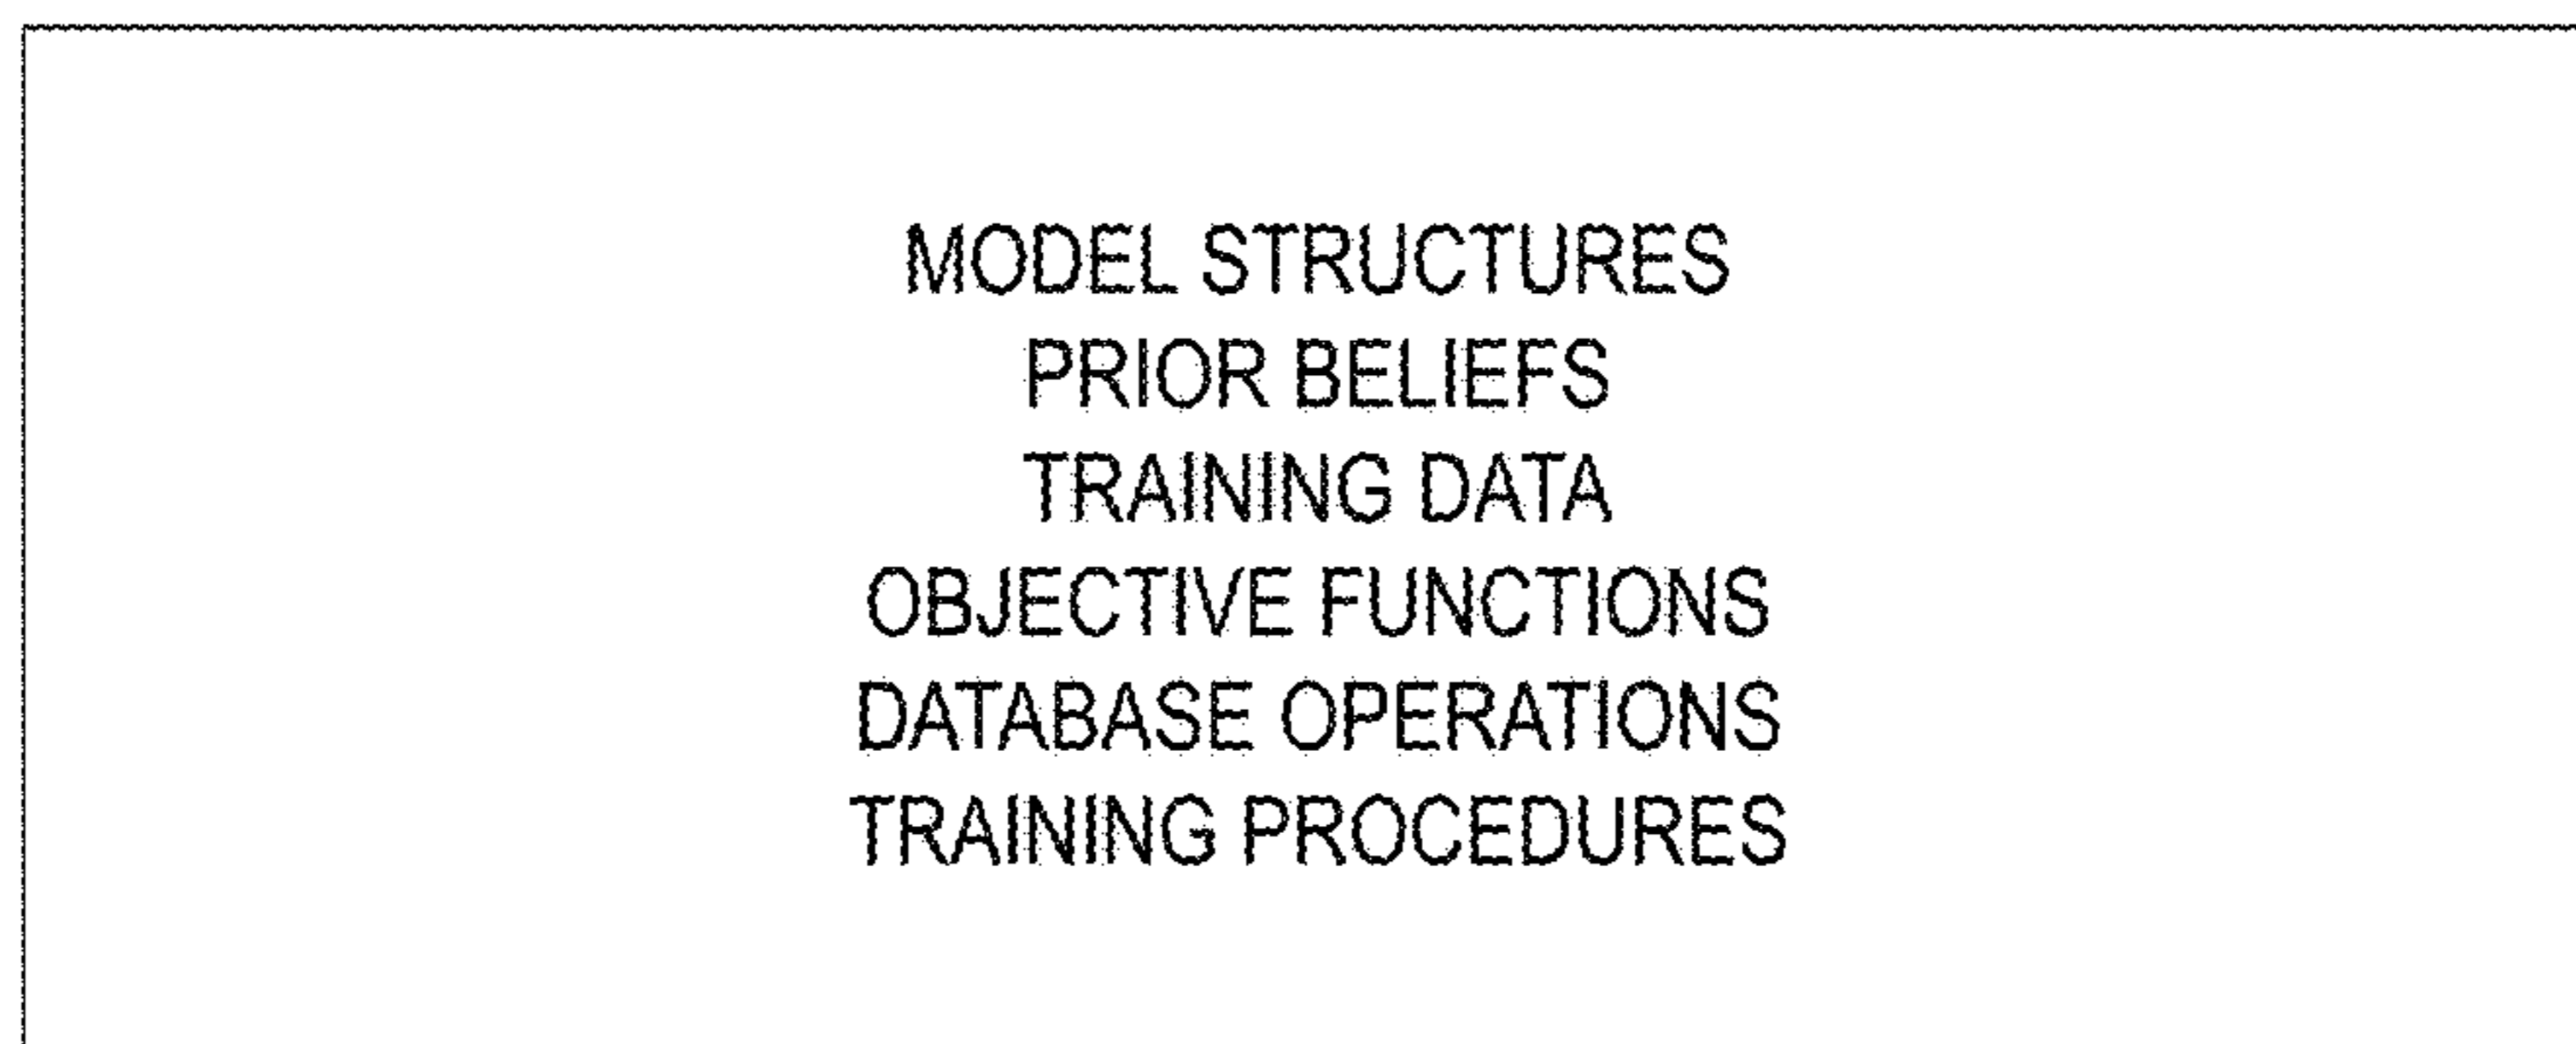 MODEL STRUCTURES
PRIOR BELIEFS
TRAINING DATA
OBJECTIVE FUNCTIONS
DATABASE OPERATIONS
TRAINING PROCEDURES